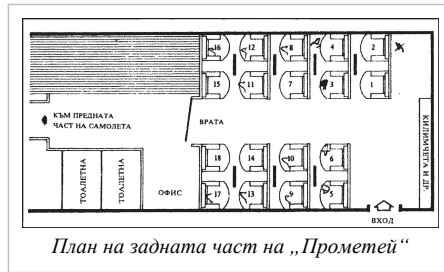 16 12 8 4 2
15 11 7 3 1
КЪМ ПРЕДНАТА
ЧАСТ НА САМОЛЕТА
ВРАТА
18 14 10 6
17 13 9 5
ТОАЛЕТНА
ТОАЛЕТНА
ОФИС
КИЛИМЧЕТА И ДР.
ВХОД
План на задната част на „Прометей“